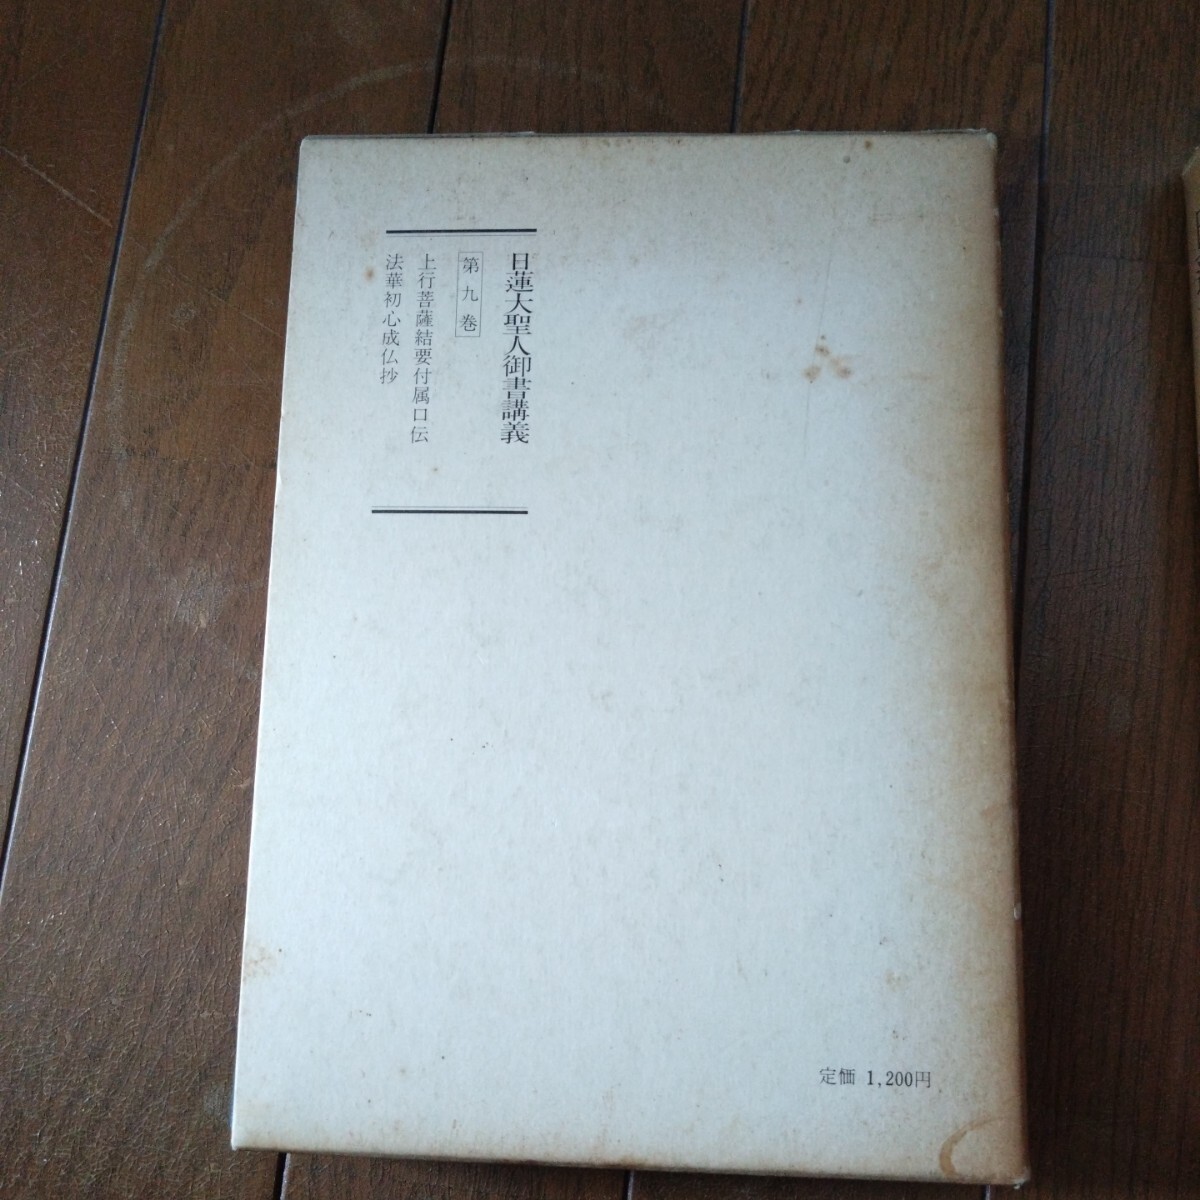 日蓮大聖人御書講義
第九巻
上行菩薩結要付属口伝
法華初心成仏抄
定価 1,200円